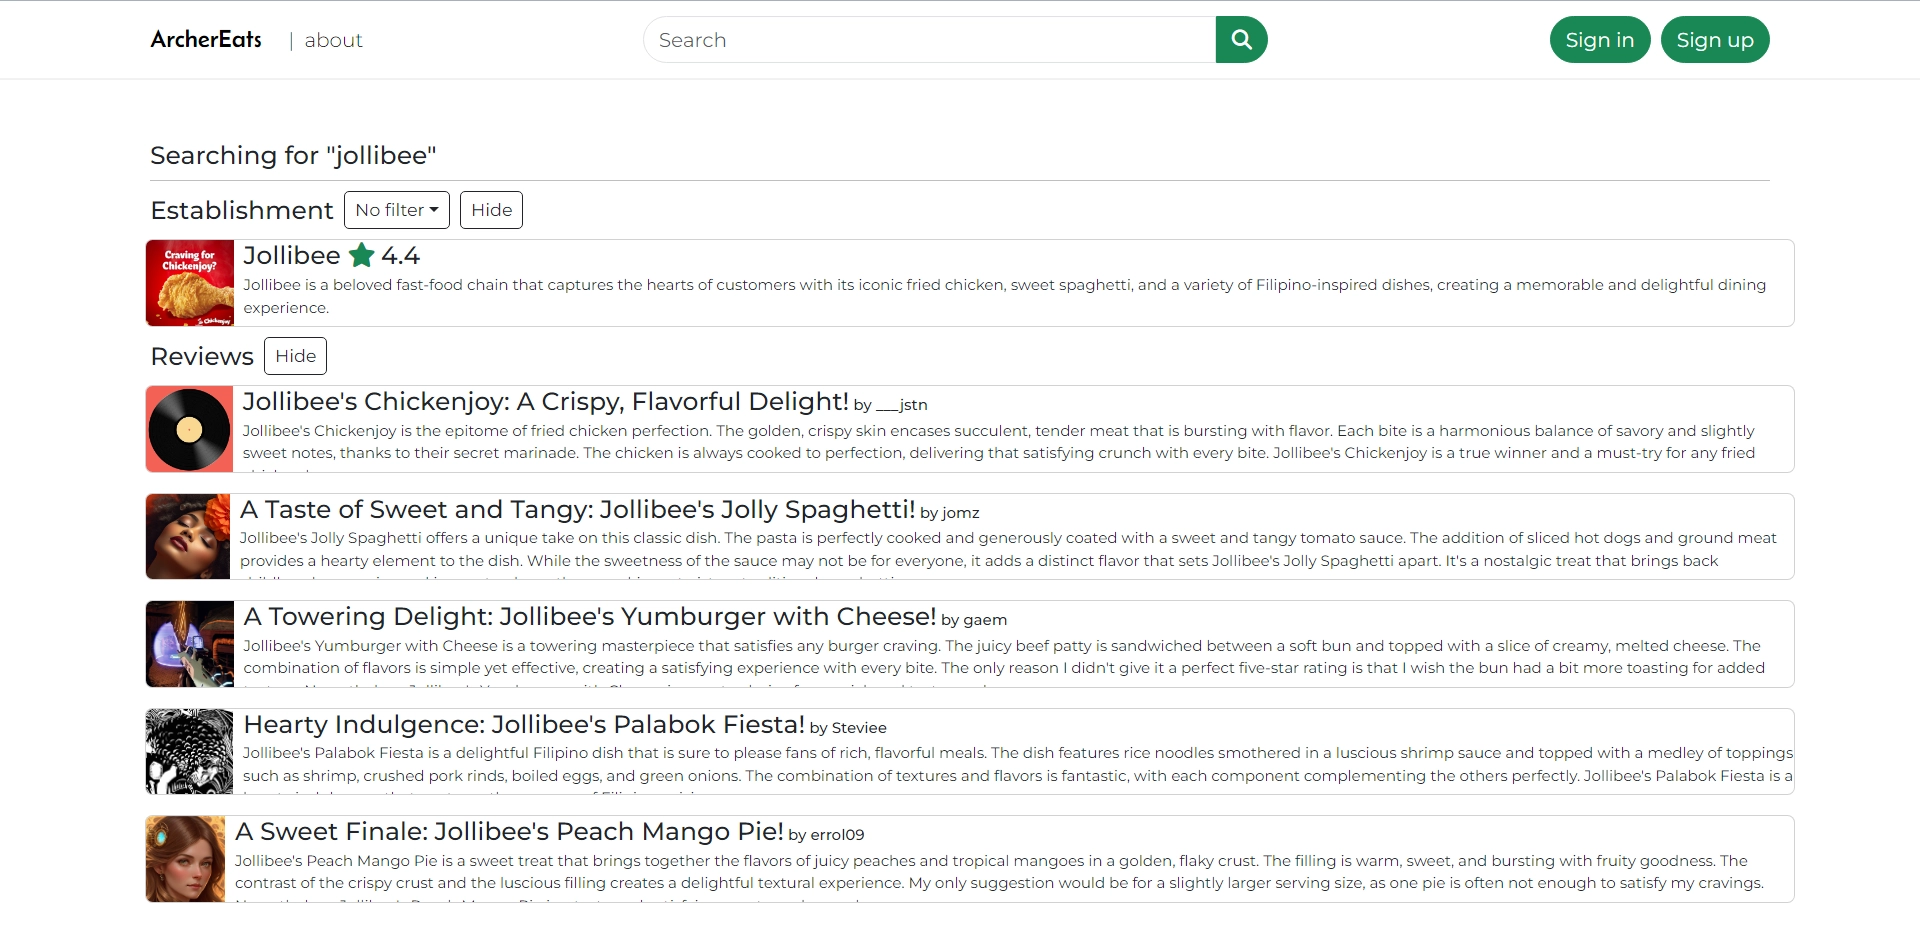 ArcherEats | about
Search
Sign in
Sign up
Searching for "jollibee"
Establishment
No filter
Hide
Craving for
Chickenjoy?
Chickenjoy
Jollibee 4.4
Jollibee is a beloved fast-food chain that captures the hearts of customers with its iconic fried chicken, sweet spaghetti, and a variety of Filipino-inspired dishes, creating a memorable and delightful dining
experience.
Reviews
Hide
Jollibee's Chickenjoy: A Crispy, Flavorful Delight! by ___jstn
Jollibee's Chickenjoy is the epitome of fried chicken perfection. The golden, crispy skin encases succulent, tender meat that is bursting with flavor. Each bite is a harmonious balance of savory and slightly
sweet notes, thanks to their secret marinade. The chicken is always cooked to perfection, delivering that satisfying crunch with every bite. Jollibee's Chickenjoy is a true winner and a must-try for any fried
A Taste of Sweet and Tangy: Jollibee's Jolly Spaghetti! by jomz
Jollibee's Jolly Spaghetti offers a unique take on this classic dish. The pasta is perfectly cooked and generously coated with a sweet and tangy tomato sauce. The addition of sliced hot dogs and ground meat
provides a hearty element to the dish. While the sweetness of the sauce may not be for everyone, it adds a distinct flavor that sets Jollibee's Jolly Spaghetti apart. It's a nostalgic treat that brings back
A Towering Delight: Jollibee's Yumburger with Cheese! by gaem
Jollibee's Yumburger with Cheese is a towering masterpiece that satisfies any burger craving. The juicy beef patty is sandwiched between a soft bun and topped with a slice of creamy, melted cheese. The
combination of flavors is simple yet effective, creating a satisfying experience with every bite. The only reason I didn't give it a perfect five-star rating is that I wish the bun had a bit more toasting for added
Hearty Indulgence: Jollibee's Palabok Fiesta! by Steviee
Jollibee's Palabok Fiesta is a delightful Filipino dish that is sure to please fans of rich, flavorful meals. The dish features rice noodles smothered in a luscious shrimp sauce and topped with a medley of toppings
such as shrimp, crushed pork rinds, boiled eggs, and green onions. The combination of textures and flavors is fantastic, with each component complementing the others perfectly. Jollibee's Palabok Fiesta is a
A Sweet Finale: Jollibee's Peach Mango Pie! by errol09
Jollibee's Peach Mango Pie is a sweet treat that brings together the flavors of juicy peaches and tropical mangoes in a golden, flaky crust. The filling is warm, sweet, and bursting with fruity goodness. The
contrast of the crispy crust and the luscious filling creates a delightful textural experience. My only suggestion would be for a slightly larger serving size, as one pie is often not enough to satisfy my cravings.